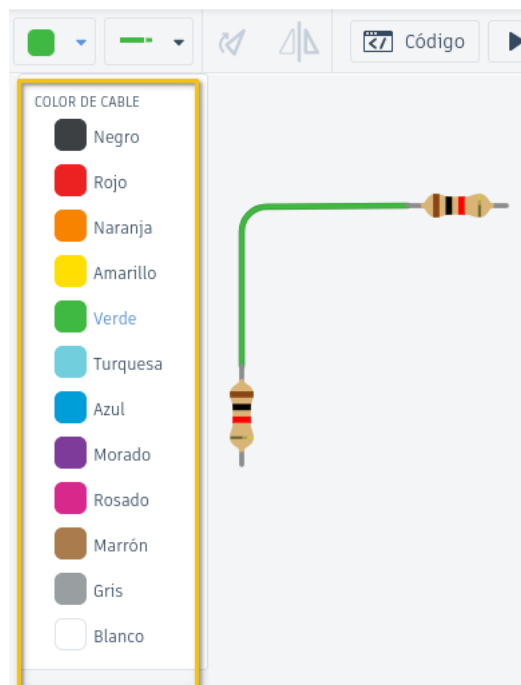 Código
COLOR DE CABLE
Negro
Rojo
Naranja
Amarillo
Verde
Turquesa
Azul
Morado
Rosado
Marrón
Gris
Blanco